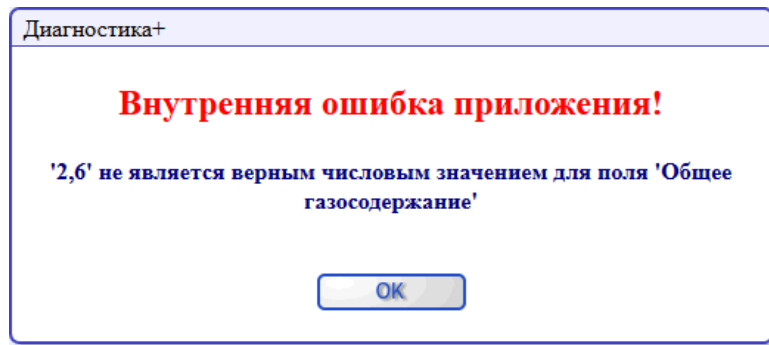 Диагностика+
Внутренняя ошибка приложения!
'2,6' не является верным числовым значением для поля 'Общее
газосодержание'
OK